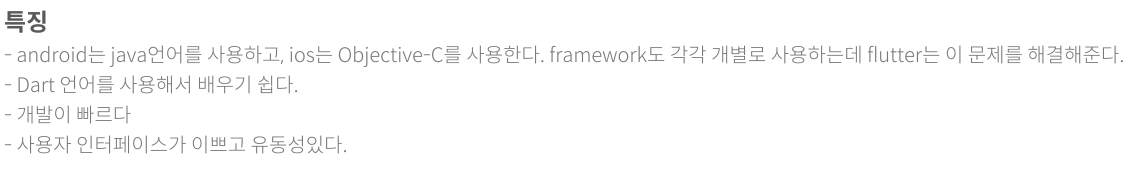 특징
- android는 java언어를 사용하고, ios는 Objective-C를 사용한다. framework도 각각 개별로 사용하는데 flutter는 이 문제를 해결해준다.
- Dart 언어를 사용해서 배우기 쉽다.
- 개발이 빠르다
- 사용자 인터페이스가 이쁘고 유동성있다.